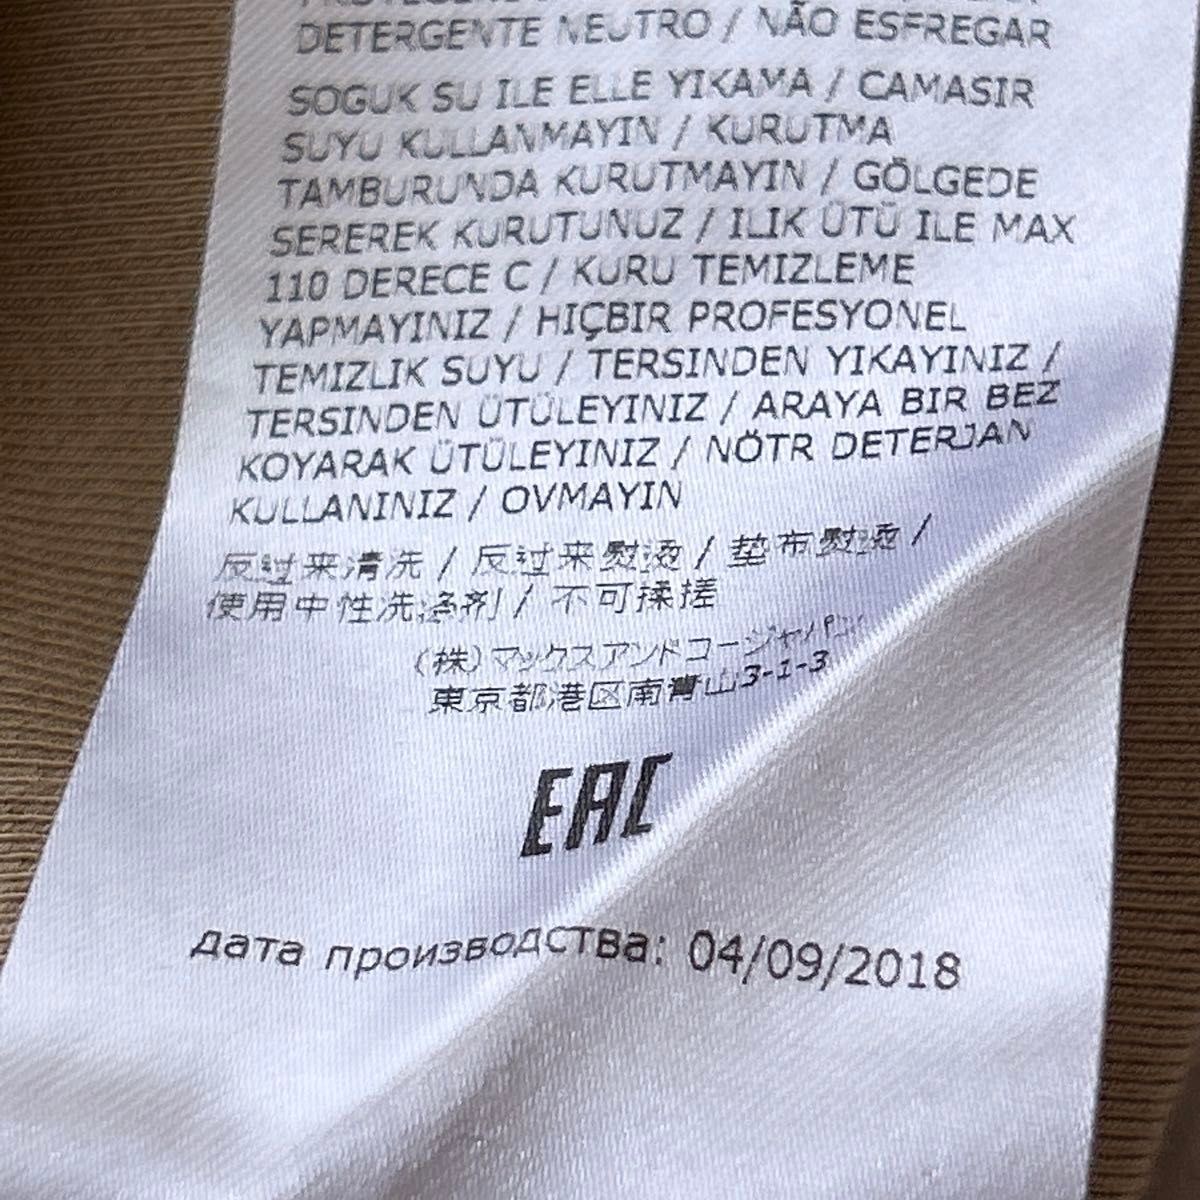 DETERGENTE NEUTRO / NÃO ESFREGAR
SOGUK SU ILE ELLE YIKAMA / CAMASIR
SUYU KULLANMAYIN / KURUTMA
TAMBURUNDA KURUTMAYIN / GÖLGEDE
SEREREK KURUTUNUZ / ILIK ÜTÜ ILE MAX
110 DERECE C / KURU TEMIZLEME
YAPMAYINIZ / HIÇBIR PROFESYONEL
TEMIZLIK SUYU / TERSINDEN YIKAYINIZ /
TERSINDEN ÜTÜLEYINIZ / ARAYA BIR BEZ
KOYARAK ÜTÜLEYINIZ / NÖTR DETERJAN
KULLANINIZ / OVMAYIN
反过来清洗 / 反过来熨烫 / 垫布熨烫 /
使用中性洗涤剂 / 不可揉搓
(株)マックスアンドコージャパン
東京都港区南青山3-1-3
EAC
дата производства: 04/09/2018